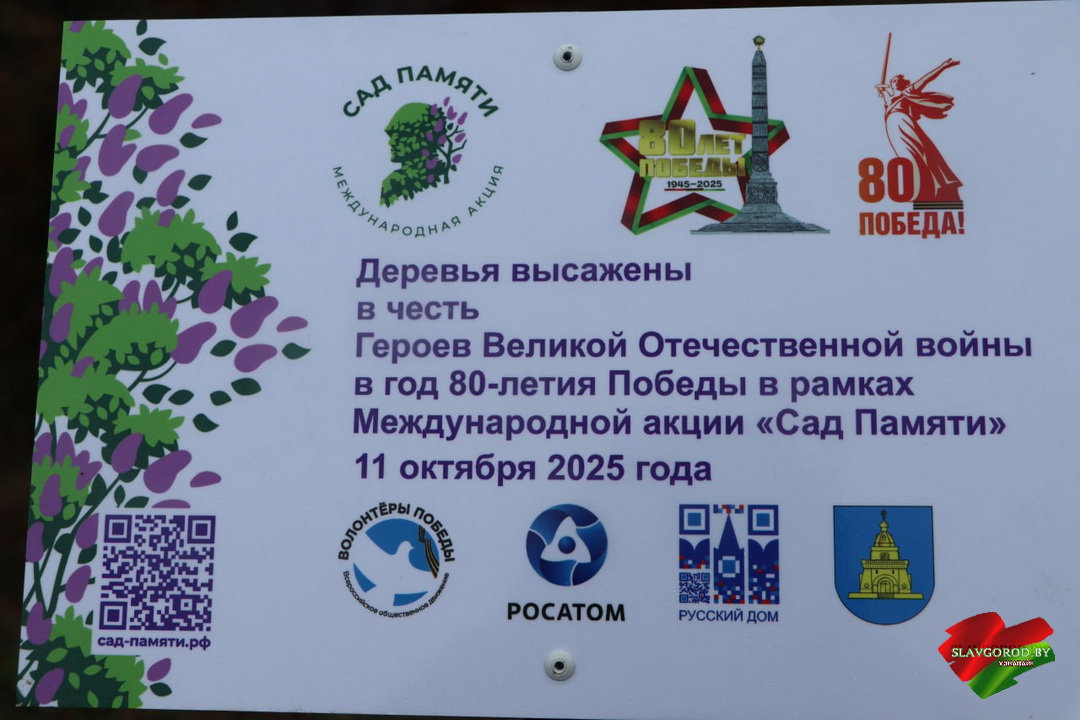 САД ПАМЯТИ
МЕЖДУНАРОДНАЯ АКЦИЯ
80 ЛЕТ
ПОБЕДЫ
1945–2025
80
ПОБЕДА!
Деревья высажены
в честь
Героев Великой Отечественной войны
в год 80-летия Победы в рамках
Международной акции «Сад Памяти»
11 октября 2025 года
ВОЛОНТЁРЫ ПОБЕДЫ
Всероссийское общественное движение
РОСАТОМ
РУССКИЙ ДОМ
сад-памяти.рф
SLAVGOROD.BY